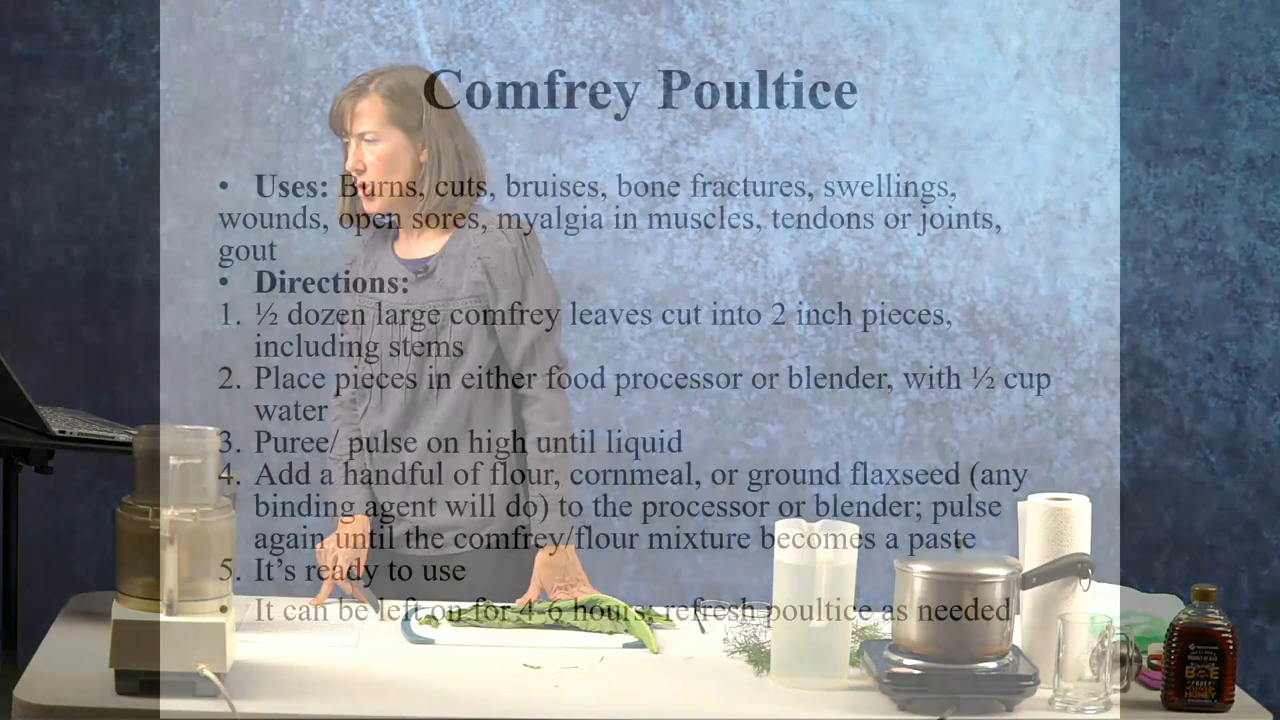 Comfrey Poultice
• Uses: Burns, cuts, bruises, bone fractures, swellings,
wounds, open sores, myalgia in muscles, tendons or joints,
gout
• Directions:
1. ½ dozen large comfrey leaves cut into 2 inch pieces,
including stems
2. Place pieces in either food processor or blender, with ½ cup
water
3. Puree/ pulse on high until liquid
4. Add a handful of flour, cornmeal, or ground flaxseed (any
binding agent will do) to the processor or blender; pulse
again until the comfrey/flour mixture becomes a paste
5. It’s ready to use
• It can be left on for 4-6 hours; refresh poultice as needed
HONEY